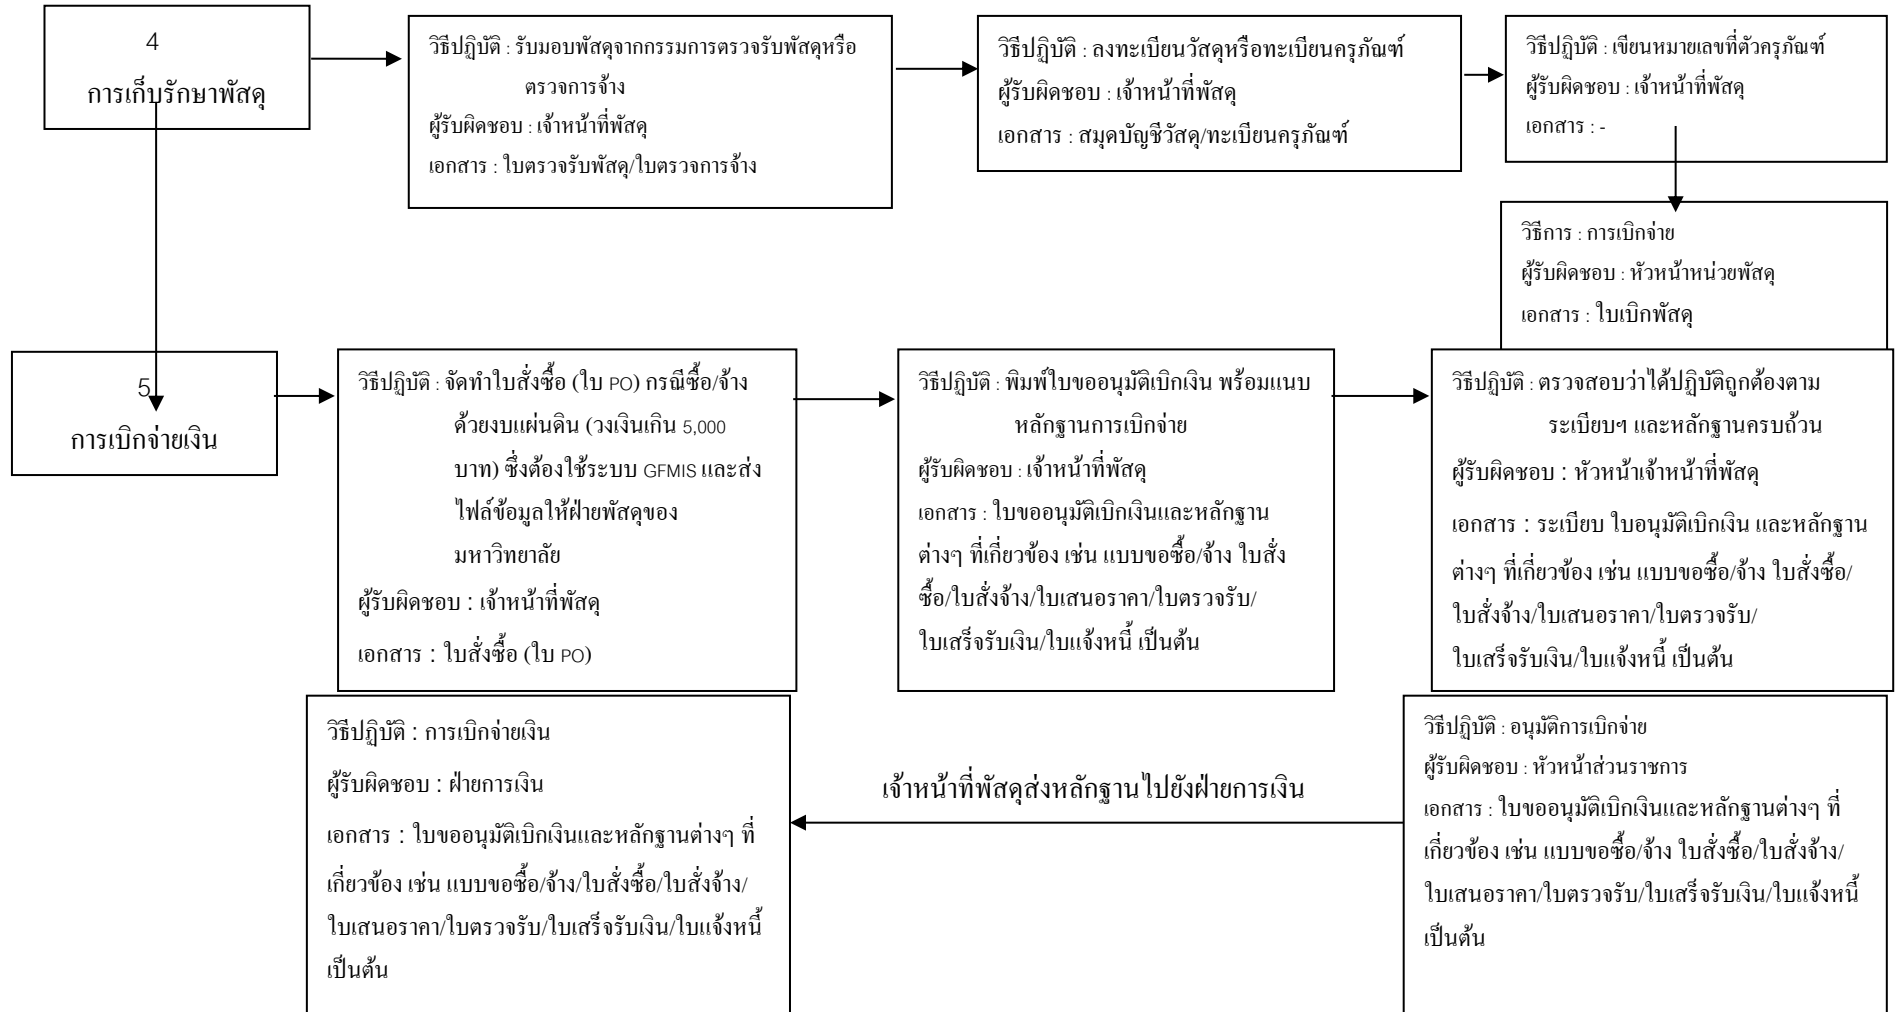 4
การเก็บรักษาพัสดุ
วิธีปฏิบัติ : รับมอบพัสดุจากกรรมการตรวจรับพัสดุหรือ
ตรวจการจ้าง
ผู้รับผิดชอบ : เจ้าหน้าที่พัสดุ
เอกสาร : ใบตรวจรับพัสดุ/ใบตรวจการจ้าง
วิธีปฏิบัติ : ลงทะเบียนวัสดุหรือทะเบียนครุภัณฑ์
ผู้รับผิดชอบ : เจ้าหน้าที่พัสดุ
เอกสาร : สมุดบัญชีวัสดุ/ทะเบียนครุภัณฑ์
วิธีปฏิบัติ : เขียนหมายเลขที่ตัวครุภัณฑ์
ผู้รับผิดชอบ : เจ้าหน้าที่พัสดุ
เอกสาร : -
วิธีการ : การเบิกจ่าย
ผู้รับผิดชอบ : หัวหน้าหน่วยพัสดุ
เอกสาร : ใบเบิกพัสดุ
5
การเบิกจ่ายเงิน
วิธีปฏิบัติ : จัดทำใบสั่งซื้อ (ใบ PO) กรณีซื้อ/จ้าง
ด้วยงบแผ่นดิน (วงเงินเกิน 5,000
บาท) ซึ่งต้องใช้ระบบ GFMIS และส่ง
ไฟล์ข้อมูลให้ฝ่ายพัสดุของ
มหาวิทยาลัย
ผู้รับผิดชอบ : เจ้าหน้าที่พัสดุ
เอกสาร : ใบสั่งซื้อ (ใบ PO)
วิธีปฏิบัติ : พิมพ์ใบขออนุมัติเบิกเงิน พร้อมแนบ
หลักฐานการเบิกจ่าย
ผู้รับผิดชอบ : เจ้าหน้าที่พัสดุ
เอกสาร : ใบขออนุมัติเบิกเงินและหลักฐาน
ต่างๆ ที่เกี่ยวข้อง เช่น แบบขอซื้อ/จ้าง ใบสั่ง
ซื้อ/ใบสั่งจ้าง/ใบเสนอราคา/ใบตรวจรับ/
ใบเสร็จรับเงิน/ใบแจ้งหนี้ เป็นต้น
วิธีปฏิบัติ : ตรวจสอบว่าได้ปฏิบัติถูกต้องตาม
ระเบียบฯ และหลักฐานครบถ้วน
ผู้รับผิดชอบ : หัวหน้าเจ้าหน้าที่พัสดุ
เอกสาร : ระเบียบ ใบอนุมัติเบิกเงิน และหลักฐาน
ต่างๆ ที่เกี่ยวข้อง เช่น แบบขอซื้อ/จ้าง ใบสั่งซื้อ/
ใบสั่งจ้าง/ใบเสนอราคา/ใบตรวจรับ/
ใบเสร็จรับเงิน/ใบแจ้งหนี้ เป็นต้น
วิธีปฏิบัติ : อนุมัติการเบิกจ่าย
ผู้รับผิดชอบ : หัวหน้าส่วนราชการ
เอกสาร : ใบขออนุมัติเบิกเงินและหลักฐานต่างๆ ที่
เกี่ยวข้อง เช่น แบบขอซื้อ/จ้าง ใบสั่งซื้อ/ใบสั่งจ้าง/
ใบเสนอราคา/ใบตรวจรับ/ใบเสร็จรับเงิน/ใบแจ้งหนี้
เป็นต้น
เจ้าหน้าที่พัสดุส่งหลักฐานไปยังฝ่ายการเงิน
วิธีปฏิบัติ : การเบิกจ่ายเงิน
ผู้รับผิดชอบ : ฝ่ายการเงิน
เอกสาร : ใบขออนุมัติเบิกเงินและหลักฐานต่างๆ ที่
เกี่ยวข้อง เช่น แบบขอซื้อ/จ้าง/ใบสั่งซื้อ/ใบสั่งจ้าง/
ใบเสนอราคา/ใบตรวจรับ/ใบเสร็จรับเงิน/ใบแจ้งหนี้
เป็นต้น